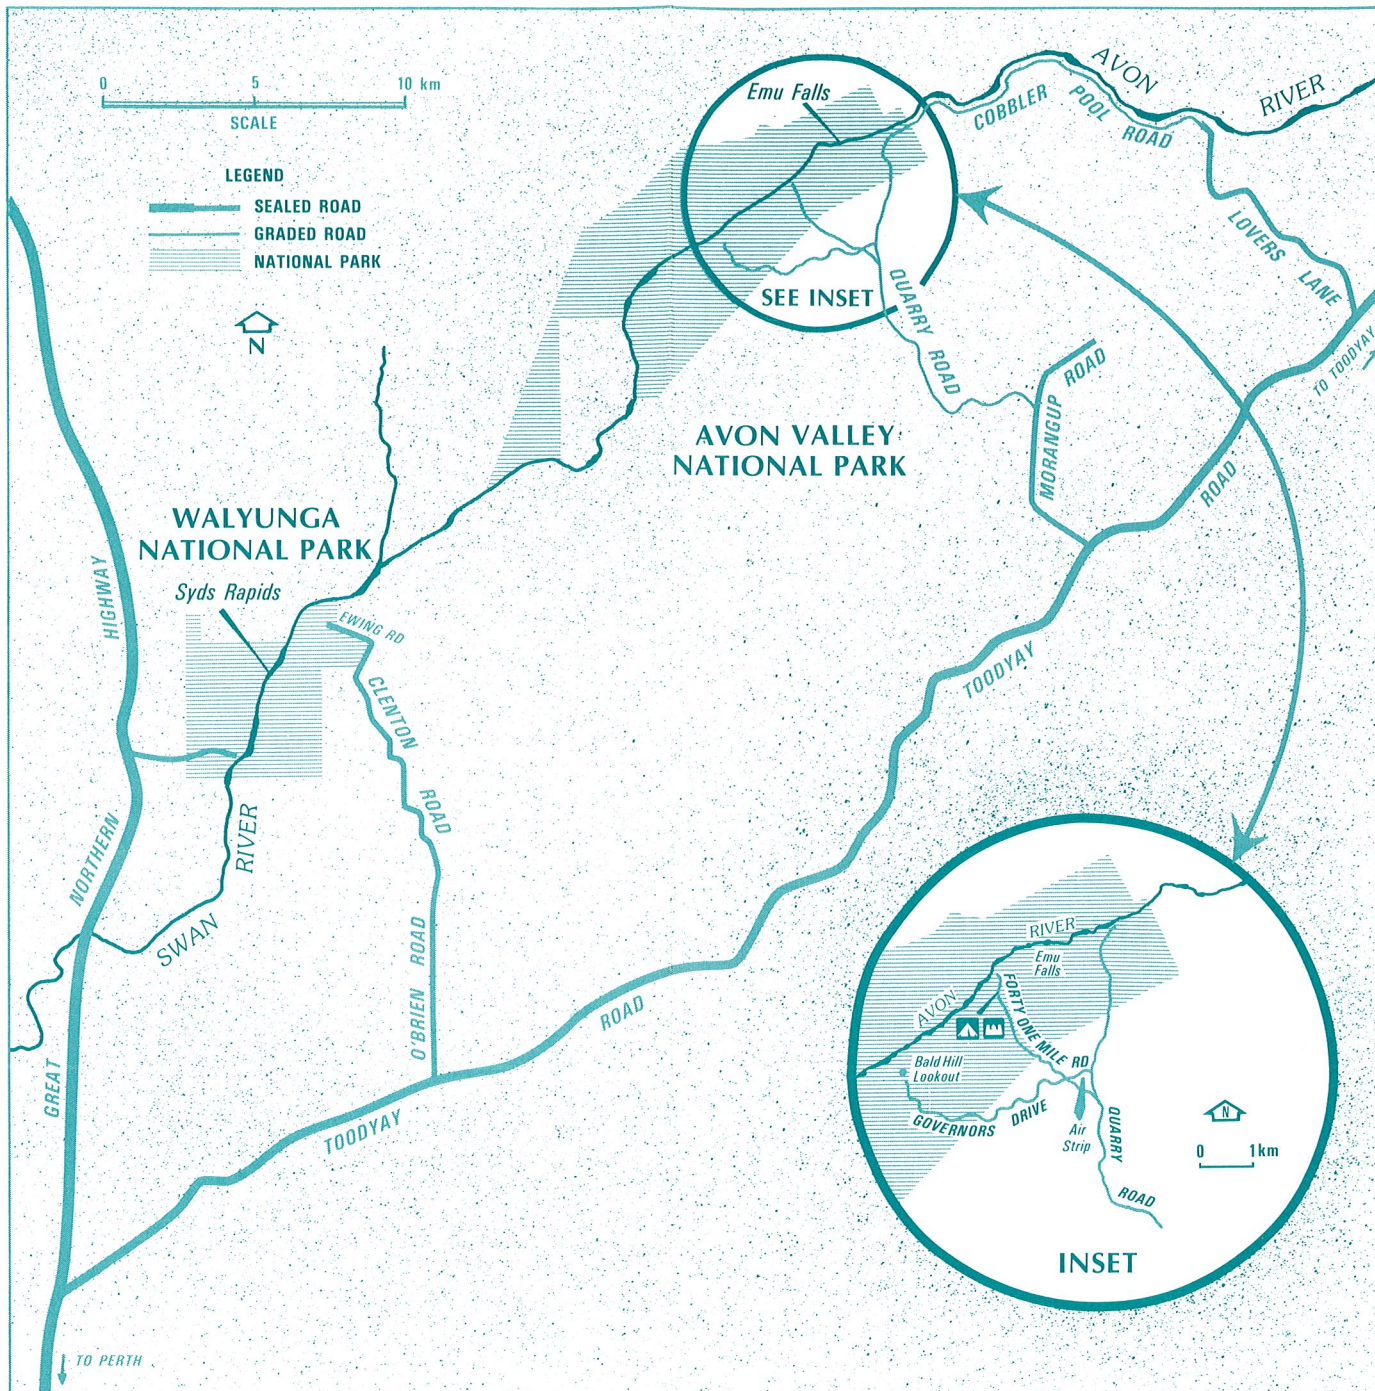 0 5 10 km
SCALE
LEGEND
SEALED ROAD
GRADED ROAD
NATIONAL PARK
N
Emu Falls
AVON
RIVER
COBBLER POOL ROAD
LOVERS LANE
SEE INSET
QUARRY ROAD
MORANGUP ROAD
TO TOODYAY
AVON VALLEY
NATIONAL PARK
ROAD
WALYUNGA
NATIONAL PARK
Syds Rapids
EWING RD
CLENTON ROAD
HIGHWAY
NORTHERN
GREAT
RIVER
SWAN
O'BRIEN ROAD
TOODYAY
ROAD
TOODYAY
TO PERTH
RIVER
Emu
Falls
AVON
FORTY ONE MILE RD
Bald Hill
Lookout
GOVERNORS DRIVE
Air
Strip
QUARRY
ROAD
N
0 1km
INSET